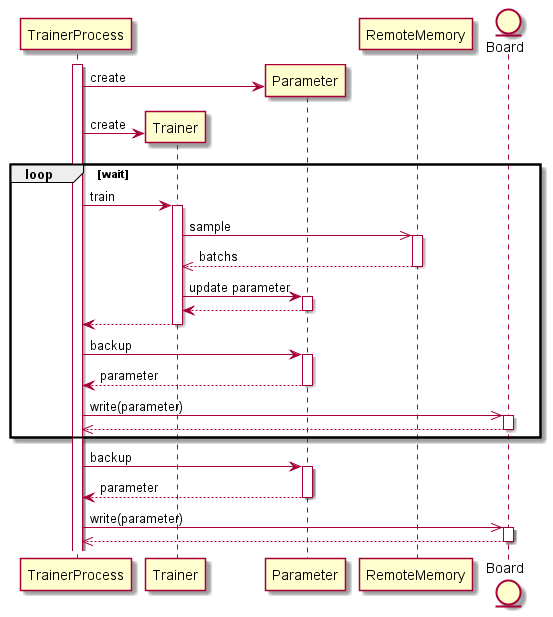 TrainerProcess
RemoteMemory
Board
create
Parameter
create
Trainer
loop
[wait]
train
sample
batchs
update parameter
backup
parameter
write(parameter)
backup
parameter
write(parameter)
TrainerProcess
Trainer
Parameter
RemoteMemory
Board